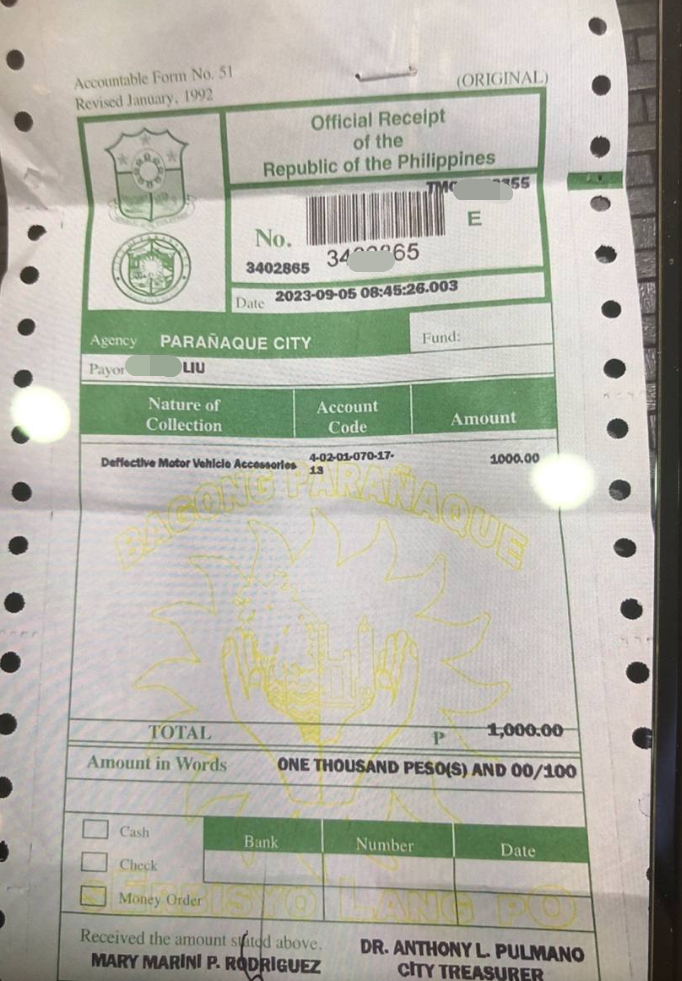 Accountable Form No. 51
Revised January, 1992
(ORIGINAL)
Official Receipt
of the
Republic of the Philippines
No.
E
3402865
Date 2023-09-05 08:45:26.003
Agency PARAÑAQUE CITY
Fund:
Payor LIU
Nature of Collection
Account Code
Amount
Deffective Motor Vehicle Accessories 4-02-01-070-17-13 1000.00
BAGONG PARAÑAQUE
TOTAL P 1,000.00
Amount in Words ONE THOUSAND PESO(S) AND 00/100
Cash
Check
Money Order
Bank Number Date
SERBISYO LANG PO
Received the amount stated above.
MARY MARINI P. RODRIGUEZ
DR. ANTHONY L. PULMANO
CITY TREASURER